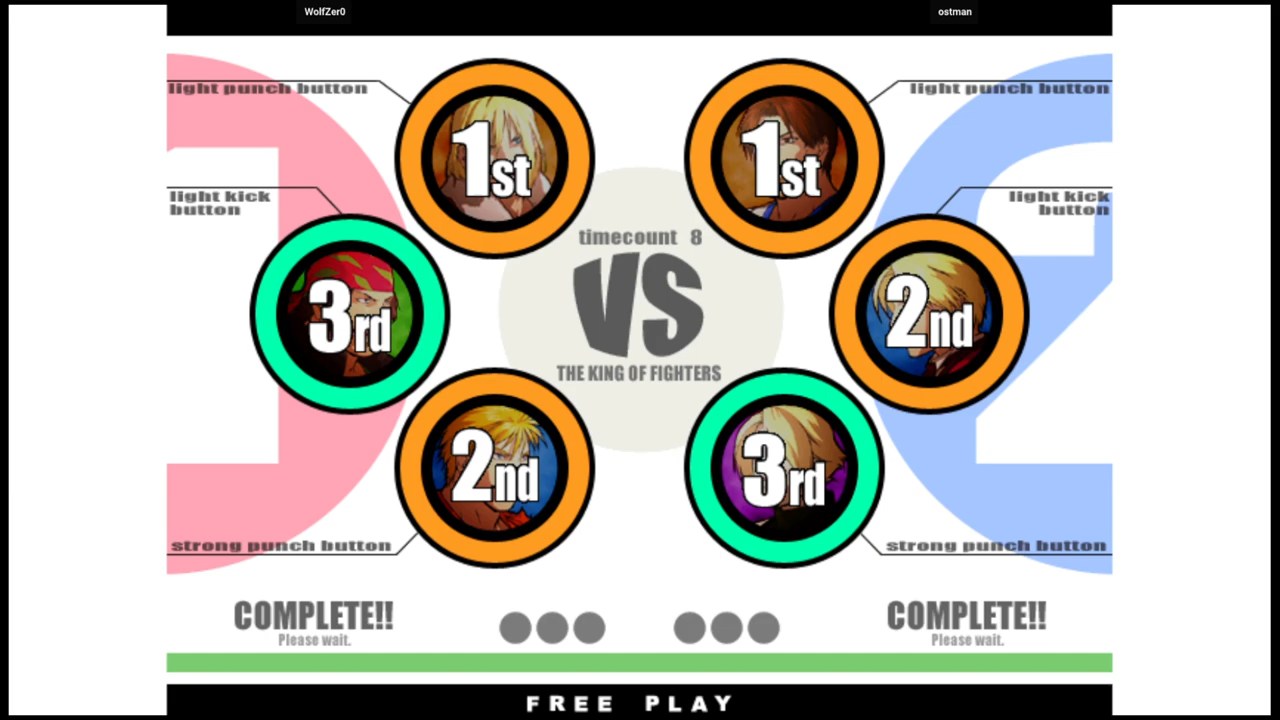 WolfZer0
ostman
light punch button
light punch button
1st
1st
light kick
button
light kick
button
timecount 8
VS
THE KING OF FIGHTERS
3rd
2nd
2nd
3rd
strong punch button
strong punch button
COMPLETE!!
Please wait.
COMPLETE!!
Please wait.
FREE PLAY